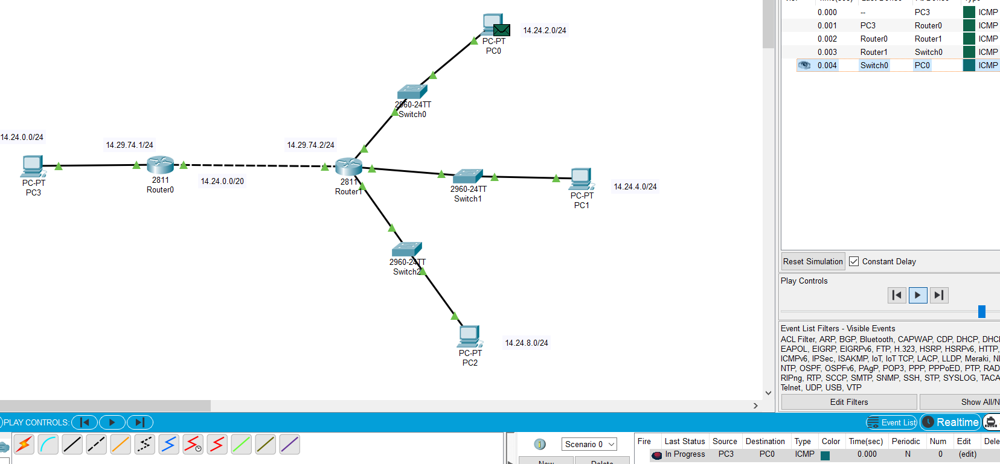 14.24.2.0/24
PC-PT
PC0
2960-24TT
Switch0
14.24.0.0/24
14.29.74.1/24
14.29.74.2/24
PC-PT
PC3
2811
Router0
14.24.0.0/20
2811
Router1
2960-24TT
Switch1
PC-PT
PC1
14.24.4.0/24
2960-24TT
Switch2
PC-PT
PC2
14.24.8.0/24
0.000 -- PC3 ICMP
0.001 PC3 Router0 ICMP
0.002 Router0 Router1 ICMP
0.003 Router1 Switch0 ICMP
0.004 Switch0 PC0 ICMP
Reset Simulation Constant Delay
Play Controls
Event List Filters - Visible Events
ACL Filter, ARP, BGP, Bluetooth, CAPWAP, CDP, DHCP, DHC
EAPOL, EIGRP, EIGRPv6, FTP, H.323, HSRP, HSRPv6, HTTP,
ICMPv6, IPSec, ISAKMP, IoT, IoT TCP, LACP, LLDP, Meraki,
NTP, OSPF, OSPFv6, PAgP, POP3, PPP, PPPoED, PTP, RAD
RIPng, RTP, SCCP, SMTP, SNMP, SSH, STP, SYSLOG, TACA
Telnet, UDP, USB, VTP
Edit Filters Show All/N
PLAY CONTROLS: Event List Realtime
Scenario 0
New Delete
Fire Last Status Source Destination Type Color Time(sec) Periodic Num Edit Dele
In Progress PC3 PC0 ICMP 0.000 N 0 (edit)